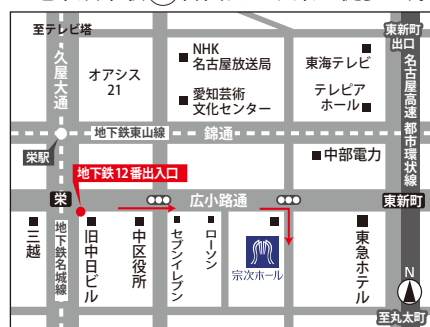 至テレビ塔
久屋大通
オアシス
21
NHK
名古屋放送局
愛知芸術
文化センター
東海テレビ
テレピア
ホール
東新町
出口
名古屋高速 都市環状線
地下鉄東山線
錦通
栄駅
地下鉄12番出入口
中部電力
栄
広小路通
東新町
三越
地下鉄名城線
旧中日ビル
中区役所
セブンイレブン
ローソン
宗次ホール
東急ホテル
N
至丸太町